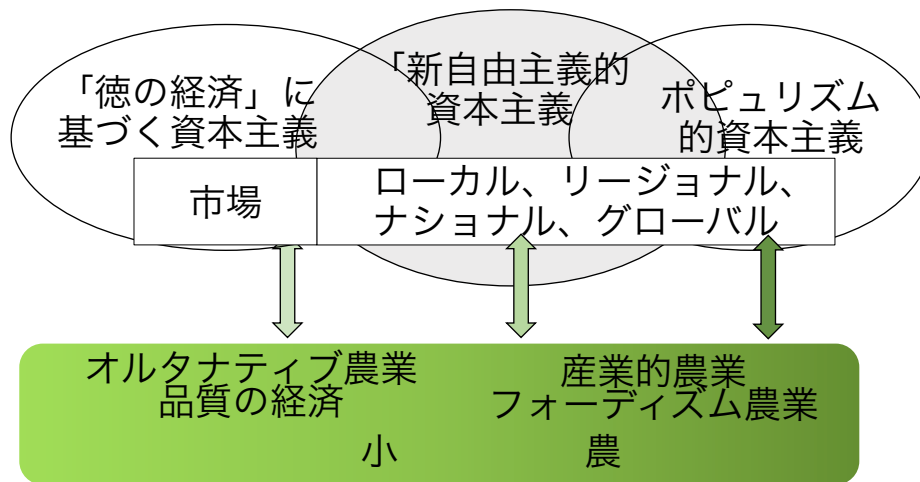 「徳の経済」に
基づく資本主義
「新自由主義的
資本主義
ポピュリズム
的資本主義
市場
ローカル、リージョナル、
ナショナル、グローバル
オルタナティブ農業
品質の経済
産業的農業
フォーディズム農業
小
農